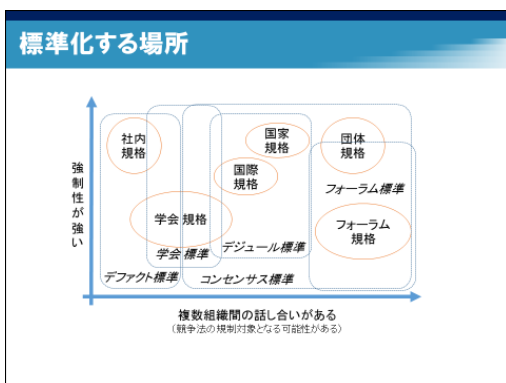 標準化する場所
強制性が強い
社内
規格
国家
規格
団体
規格
国際
規格
フォーラム標準
学会 規格
フォーラム
規格
デジュール標準
学会 標準
デファクト標準
コンセンサス標準
複数組織間の話し合いがある
（競争法の規制対象となる可能性がある）